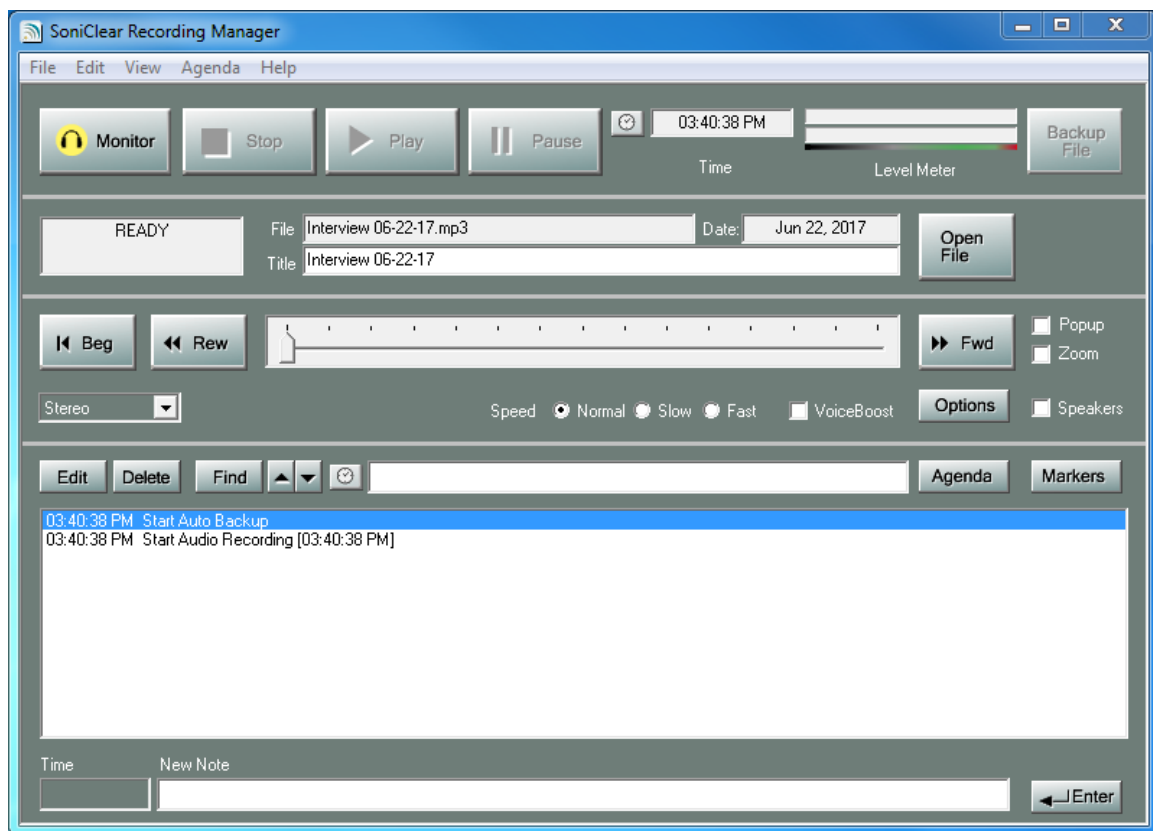 SoniClear Recording Manager
File Edit View Agenda Help
Monitor Stop Play Pause 03:40:38 PM Backup File
Time Level Meter
READY File Interview 06-22-17.mp3 Date: Jun 22, 2017 Open File
Title Interview 06-22-17
Beg Rew Fwd Popup
Zoom
Stereo Speed Normal Slow Fast VoiceBoost Options Speakers
Edit Delete Find Agenda Markers
03:40:38 PM Start Auto Backup
03:40:38 PM Start Audio Recording [03:40:38 PM]
Time New Note
Enter